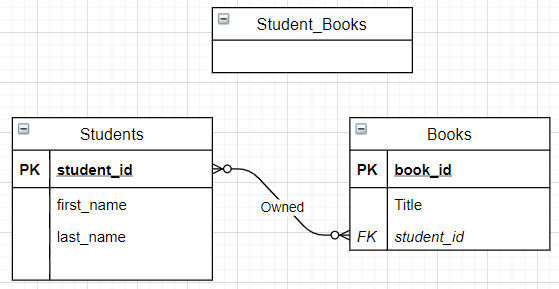 Student_Books
Students
PK student_id
first_name
last_name
Owned
Books
PK book_id
Title
FK student_id